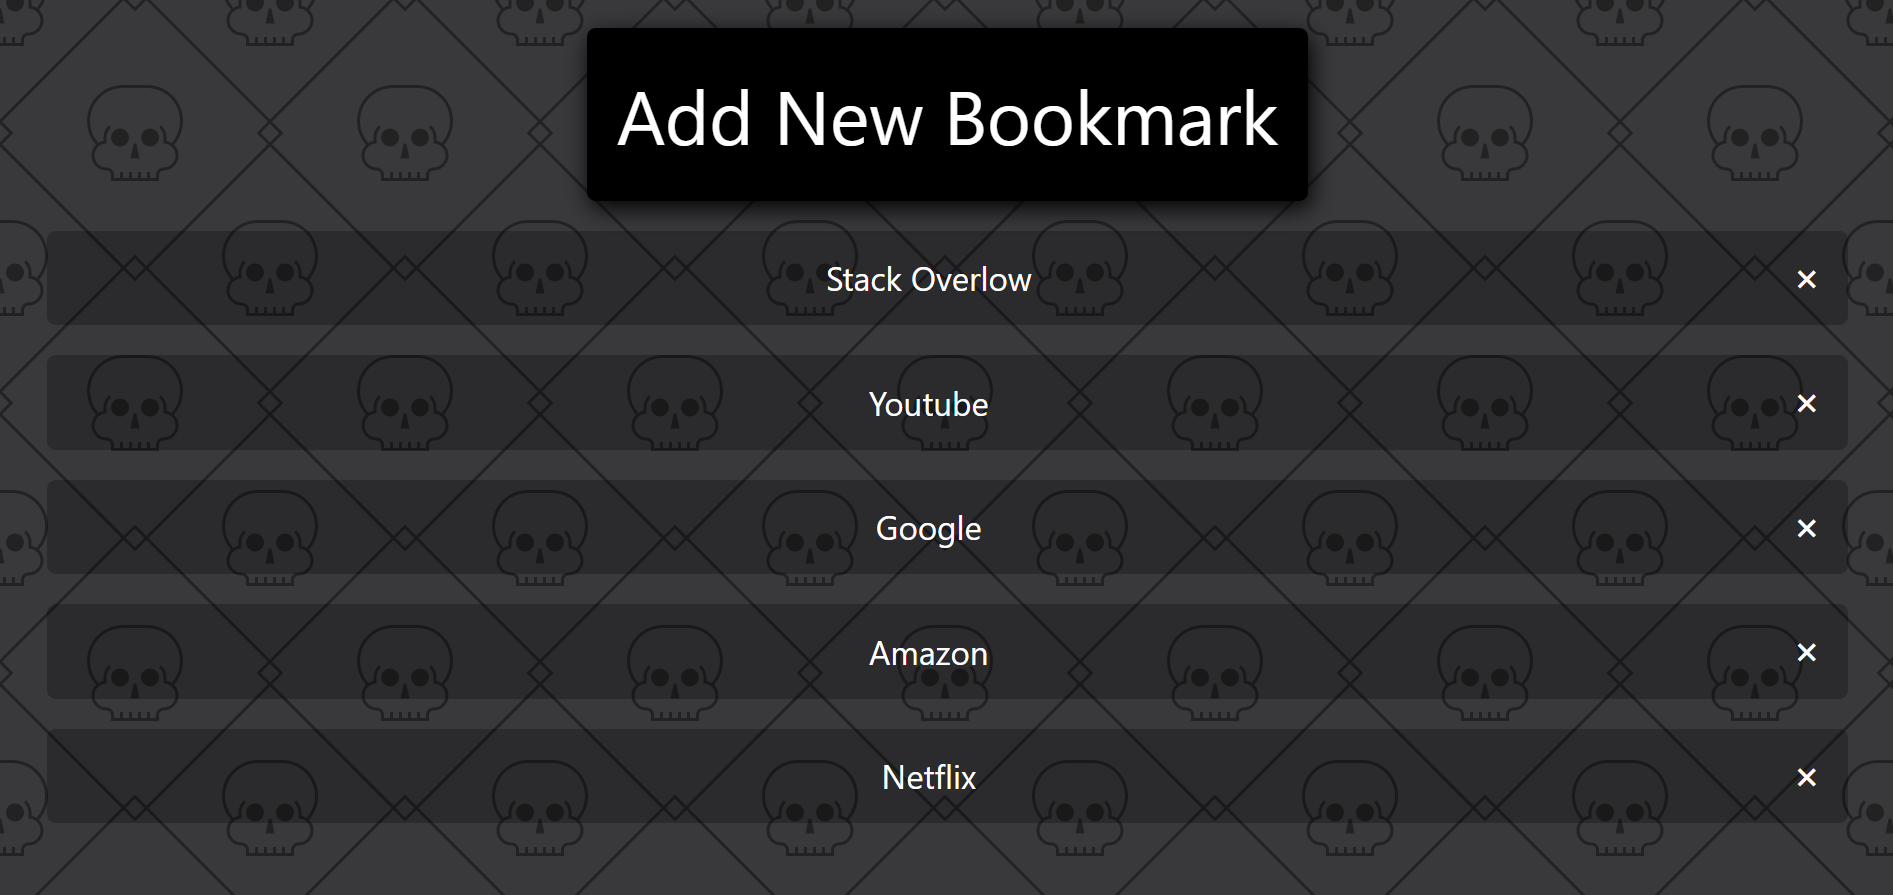 Add New Bookmark
Stack Overlow
×
Youtube
×
Google
×
Amazon
×
Netflix
×